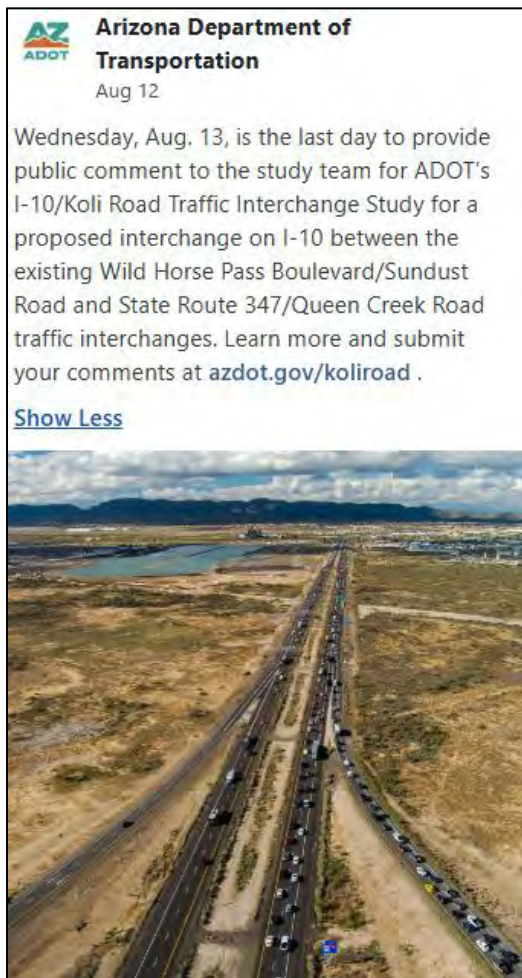 AZ
ADOT
Arizona Department of
Transportation
Aug 12
Wednesday, Aug. 13, is the last day to provide
public comment to the study team for ADOT's
I-10/Koli Road Traffic Interchange Study for a
proposed interchange on I-10 between the
existing Wild Horse Pass Boulevard/Sundust
Road and State Route 347/Queen Creek Road
traffic interchanges. Learn more and submit
your comments at azdot.gov/koliroad .
Show Less